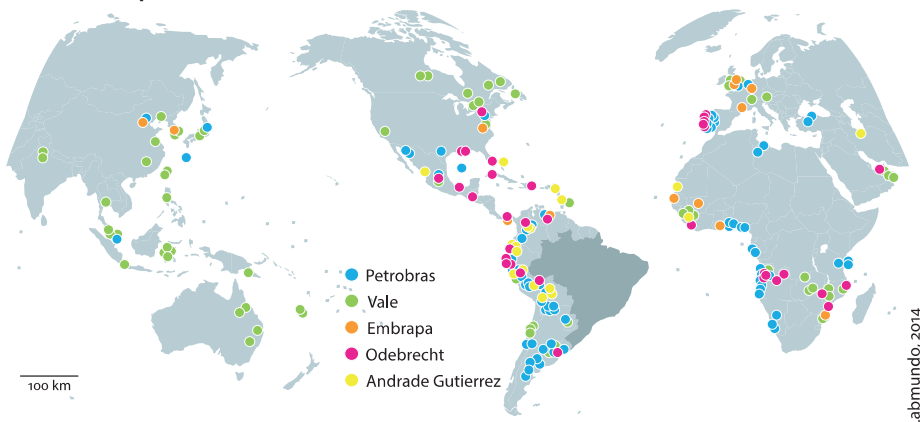 Petrobras
Vale
Embrapa
Odebrecht
Andrade Gutierrez
100 km
.abmundo, 2014